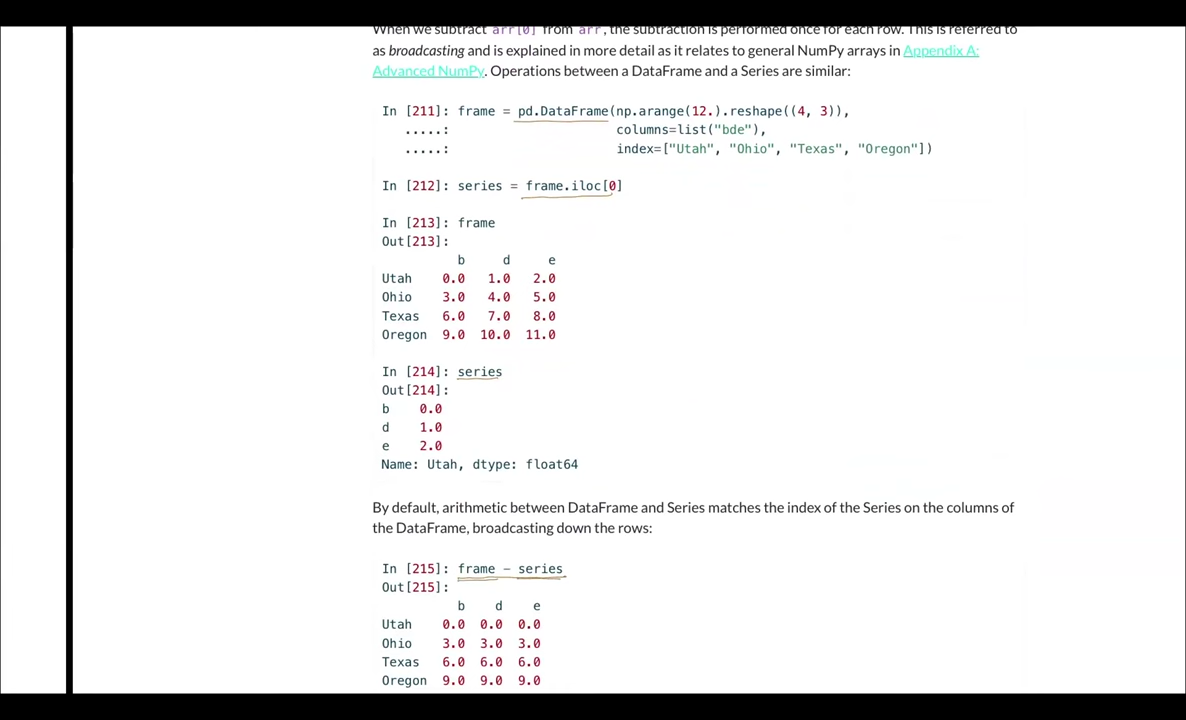 When we subtract arr[0] from arr, the subtraction is performed once for each row. This is referred to
as broadcasting and is explained in more detail as it relates to general NumPy arrays in Appendix A:
Advanced NumPy. Operations between a DataFrame and a Series are similar:
In [211]: frame = pd.DataFrame(np.arange(12.).reshape((4, 3)),
.....: columns=list("bde"),
.....: index=["Utah", "Ohio", "Texas", "Oregon"])
In [212]: series = frame.iloc[0]
In [213]: frame
Out[213]:
b d e
Utah 0.0 1.0 2.0
Ohio 3.0 4.0 5.0
Texas 6.0 7.0 8.0
Oregon 9.0 10.0 11.0
In [214]: series
Out[214]:
b 0.0
d 1.0
e 2.0
Name: Utah, dtype: float64
By default, arithmetic between DataFrame and Series matches the index of the Series on the columns of
the DataFrame, broadcasting down the rows:
In [215]: frame - series
Out[215]:
b d e
Utah 0.0 0.0 0.0
Ohio 3.0 3.0 3.0
Texas 6.0 6.0 6.0
Oregon 9.0 9.0 9.0